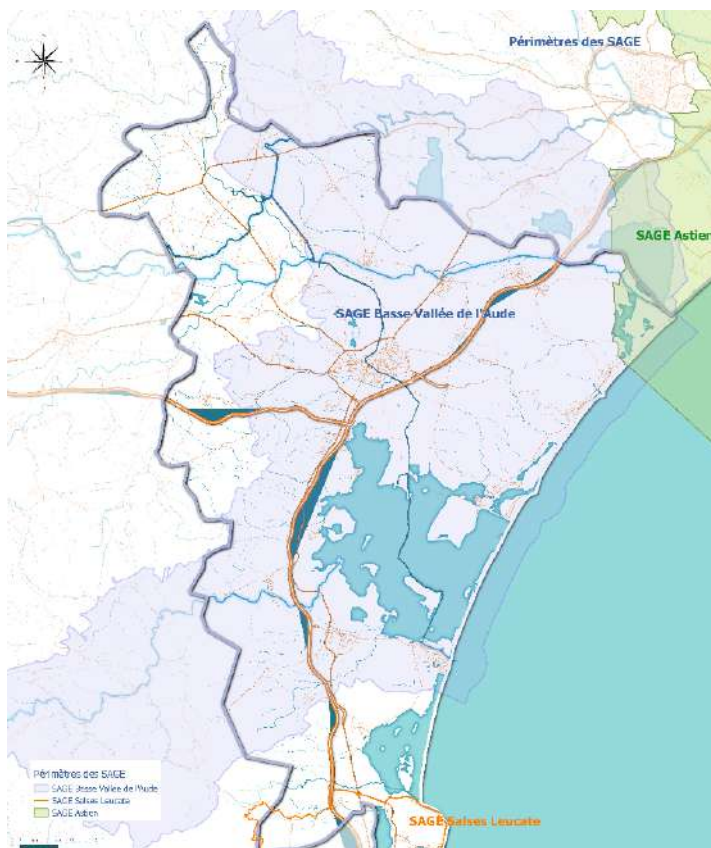 Périmètres des SAGE
SAGE Astien
SAGE Basse Vallée de l'Aude
Périmètres des SAGE
SAGE Basse Vallée de l'Aude
SAGE Salses Leucate
SAGE Astien
SAGE Salses Leucate